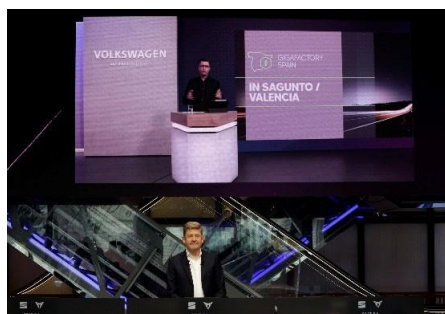 VOLKSWAGEN
GIGAFACTORY
SPAIN
IN SAGUNTO /
VALENCIA